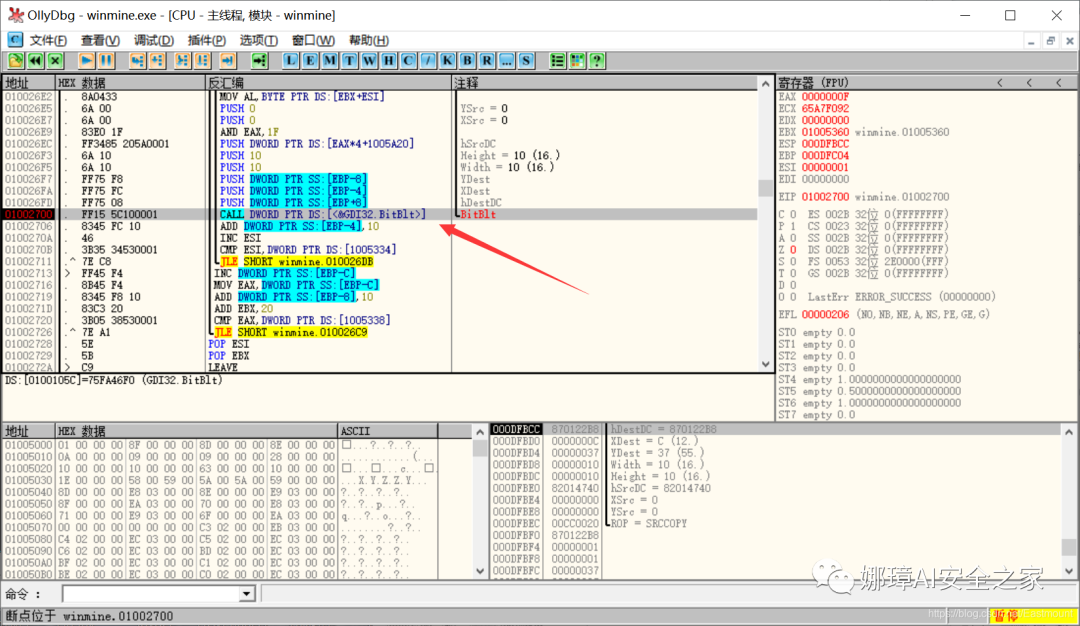 OllyDbg - winmine.exe - [CPU - 主线程, 模块 - winmine]
文件(F) 查看(V) 调试(D) 插件(P) 选项(T) 窗口(W) 帮助(H)
L E M T W H C / K B R ... S ?
地址 HEX 数据 反汇编 注释 寄存器 (FPU) < < <
010026E2 . 8A0433 MOV AL,BYTE PTR DS:[EBX+ESI]
010026E5 . 6A 00 PUSH 0 YSrc = 0
010026E7 . 6A 00 PUSH 0 XSrc = 0
010026E9 . 83E0 1F AND EAX,1F
010026EC . FF3485 205A0001 PUSH DWORD PTR DS:[EAX*4+1005A20] hSrcDC
010026F3 . 6A 10 PUSH 10 Height = 10 (16.)
010026F5 . 6A 10 PUSH 10 Width = 10 (16.)
010026F7 . FF75 F8 PUSH DWORD PTR SS:[EBP-8] YDest
010026FA . FF75 FC PUSH DWORD PTR SS:[EBP-4] XDest
010026FD . FF75 08 PUSH DWORD PTR SS:[EBP+8] hDestDC
01002700 . FF15 5C100001 CALL DWORD PTR DS:[<&GDI32.BitBlt>] BitBlt
01002706 . 8345 FC 10 ADD DWORD PTR SS:[EBP-4],10
0100270A . 46 INC ESI
0100270B . 3B35 34530001 CMP ESI,DWORD PTR DS:[1005334]
01002711 .^ 7E C8 JLE SHORT winmine.010026DB
01002713 > FF45 F4 INC DWORD PTR SS:[EBP-C]
01002716 . 8B45 F4 MOV EAX,DWORD PTR SS:[EBP-C]
01002719 . 8345 F8 10 ADD DWORD PTR SS:[EBP-8],10
0100271D . 83C3 20 ADD EBX,20
01002720 . 3B05 38530001 CMP EAX,DWORD PTR DS:[1005338]
01002726 .^ 7E A1 JLE SHORT winmine.010026C9
01002728 . 5E POP ESI
01002729 . 5B POP EBX
0100272A > C9 LEAVE
EAX 0000000F
ECX 65A7F092
EDX 00000000
EBX 01005360 winmine.01005360
ESP 000DFBCC
EBP 000DFC04
ESI 00000001
EDI 00000000
EIP 01002700 winmine.01002700
C 0 ES 002B 32位 0(FFFFFFFF)
P 1 CS 0023 32位 0(FFFFFFFF)
A 0 SS 002B 32位 0(FFFFFFFF)
Z 0 DS 002B 32位 0(FFFFFFFF)
S 0 FS 0053 32位 2E0000(FFF)
T 0 GS 002B 32位 0(FFFFFFFF)
D 0
O 0 LastErr ERROR_SUCCESS (00000000)
EFL 00000206 (NO,NB,NE,A,NS,PE,GE,G)
ST0 empty 0.0
ST1 empty 0.0
ST2 empty 0.0
ST3 empty 0.0
ST4 empty 1.0000000000000000000
ST5 empty 0.5000000000000000000
ST6 empty 1.0000000000000000000
ST7 empty 0.0
DS:[0100105C]=75FA46F0 (GDI32.BitBlt)
地址 HEX 数据 ASCII
01005000 01 00 00 00 8F 00 00 00 8D 00 00 00 8E 00 00 00
01005010 0A 00 00 00 09 00 00 00 09 00 00 00 28 00 00 00
01005020 10 00 00 00 10 00 00 00 63 00 00 00 10 00 00 00
01005030 1E 00 00 00 58 00 59 00 5A 00 5A 00 59 00 00 00 ...X.Y.Z.Z.Y...
01005040 8D 00 00 00 E8 03 00 00 8E 00 00 00 E9 03 00 00
01005050 8F 00 00 00 EA 03 00 00 70 00 00 00 E8 03 00 00
01005060 71 00 00 00 E9 03 00 00 6F 00 00 00 EA 03 00 00
01005070 00 00 00 00 00 00 00 00 C3 02 00 00 EB 03 00 00
01005080 C4 02 00 00 EC 03 00 00 C5 02 00 00 EC 03 00 00
01005090 C6 02 00 00 EC 03 00 00 BD 02 00 00 EC 03 00 00
010050A0 BF 02 00 00 EC 03 00 00 C1 02 00 00 EC 03 00 00
010050B0 BE 02 00 00 EC 03 00 00 C0 02 00 00 EC 03 00 00
000DFBCC 870122B8 hDestDC = 870122B8
000DFBD0 0000000C XDest = C (12.)
000DFBD4 00000037 YDest = 37 (55.)
000DFBD8 00000010 Width = 10 (16.)
000DFBDC 00000010 Height = 10 (16.)
000DFBE0 82014740 hSrcDC = 82014740
000DFBE4 00000000 XSrc = 0
000DFBE8 00000000 YSrc = 0
000DFBEC 00CC0020 ROP = SRCCOPY
000DFBF0 870122B8
000DFBF4 00000001
000DFBF8 00000001
000DFBFC 00000037
命令 :
娜璋AI安全之家
断点位于 winmine.01002700
暂停